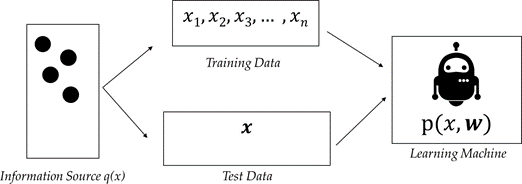 x₁, x₂, x₃, ... , xₙ
Training Data
x
Test Data
Information Source q(x)
p(x, w)
Learning Machine